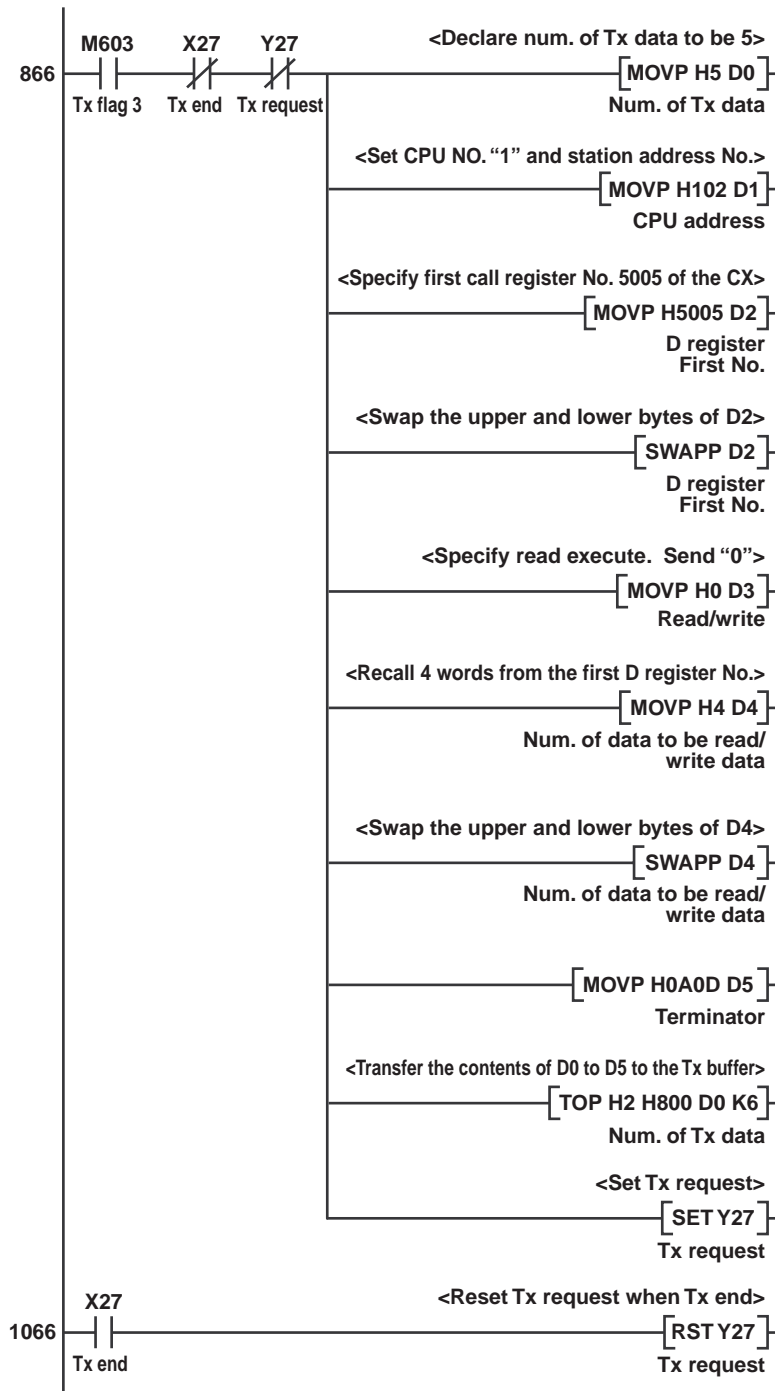 <Declare num. of Tx data to be 5>
M603 X27 Y27
866 MOVP H5 D0
Tx flag 3 Tx end Tx request Num. of Tx data
<Set CPU NO. “1” and station address No.>
MOVP H102 D1
CPU address
<Specify first call register No. 5005 of the CX>
MOVP H5005 D2
D register
First No.
<Swap the upper and lower bytes of D2>
SWAPP D2
D register
First No.
<Specify read execute. Send “0”>
MOVP H0 D3
Read/write
<Recall 4 words from the first D register No.>
MOVP H4 D4
Num. of data to be read/
write data
<Swap the upper and lower bytes of D4>
SWAPP D4
Num. of data to be read/
write data
MOVP H0A0D D5
Terminator
<Transfer the contents of D0 to D5 to the Tx buffer>
TOP H2 H800 D0 K6
Num. of Tx data
<Set Tx request>
SET Y27
Tx request
X27 <Reset Tx request when Tx end>
1066 RST Y27
Tx end Tx request